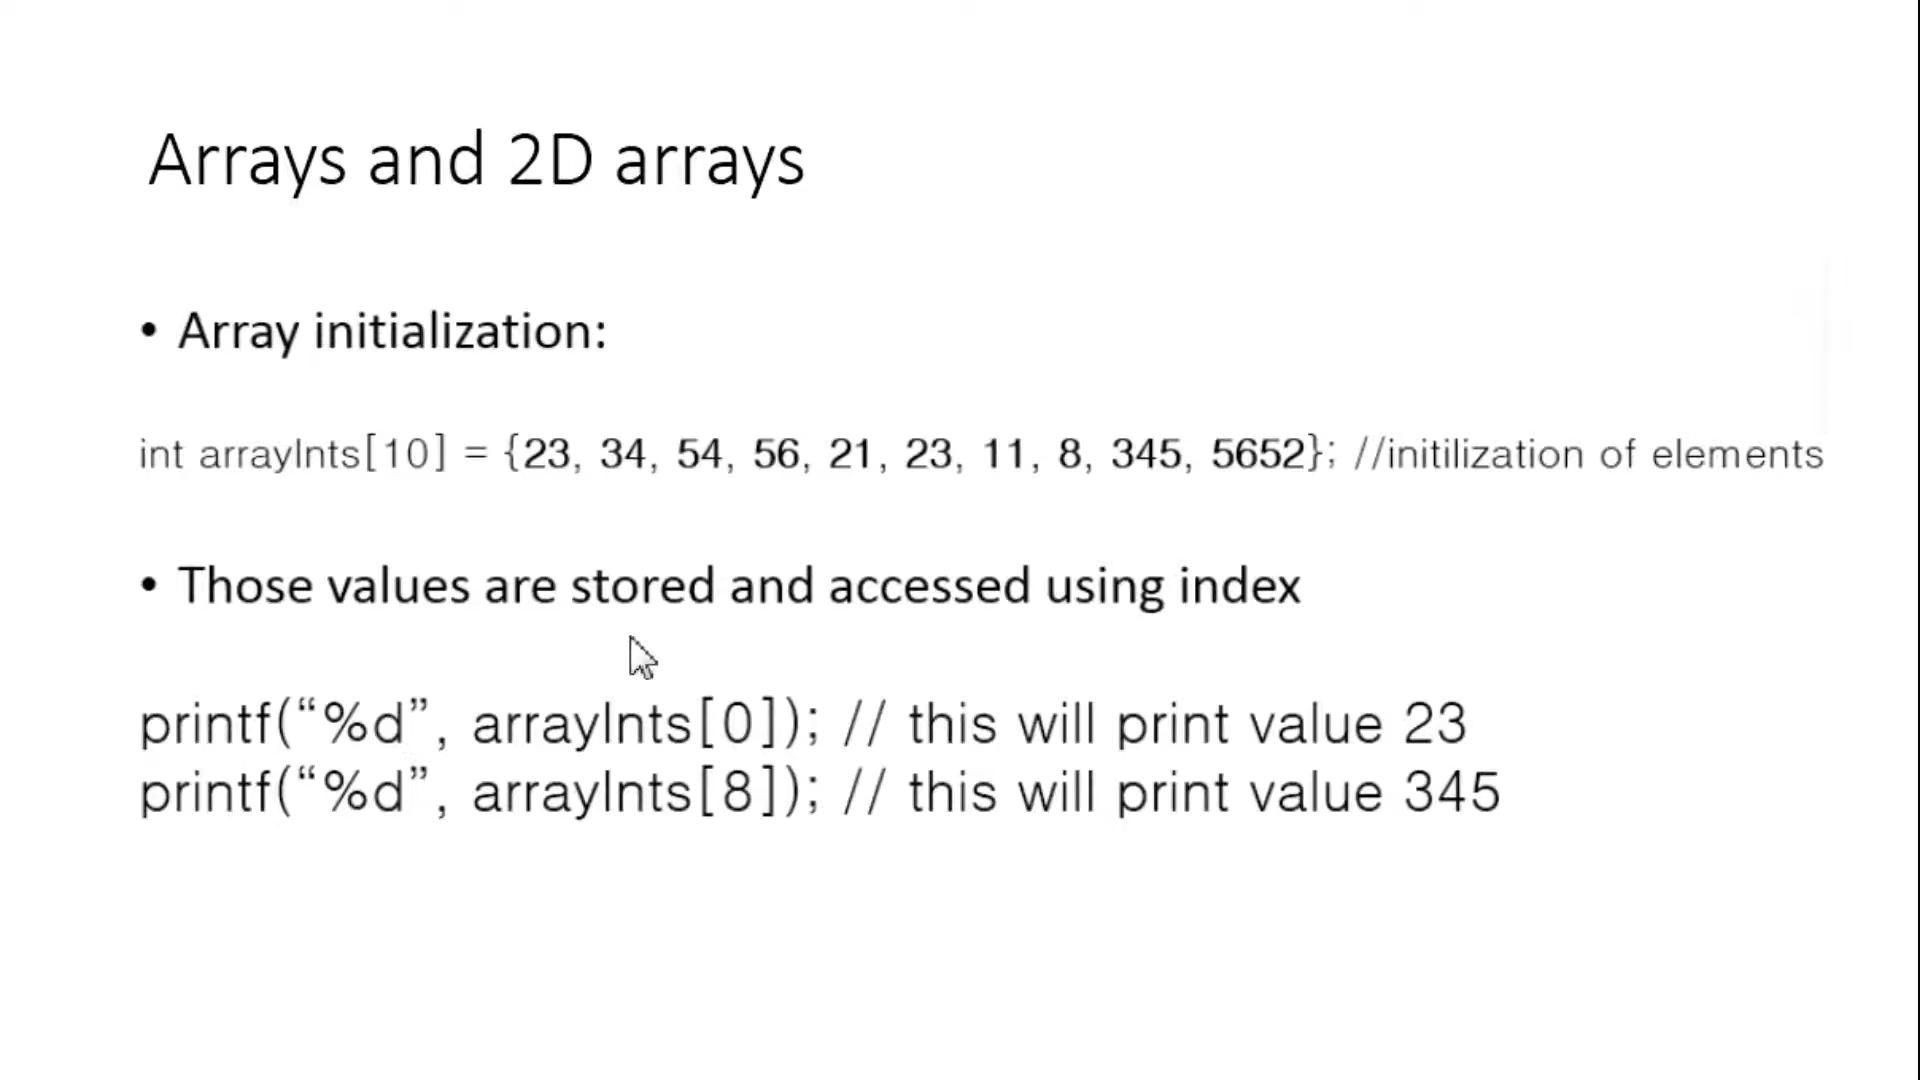 Arrays and 2D arrays
• Array initialization:
int arrayInts[10] = {23, 34, 54, 56, 21, 23, 11, 8, 345, 5652}; //initilization of elements
• Those values are stored and accessed using index
printf(“%d”, arrayInts[0]); // this will print value 23
printf(“%d”, arrayInts[8]); // this will print value 345